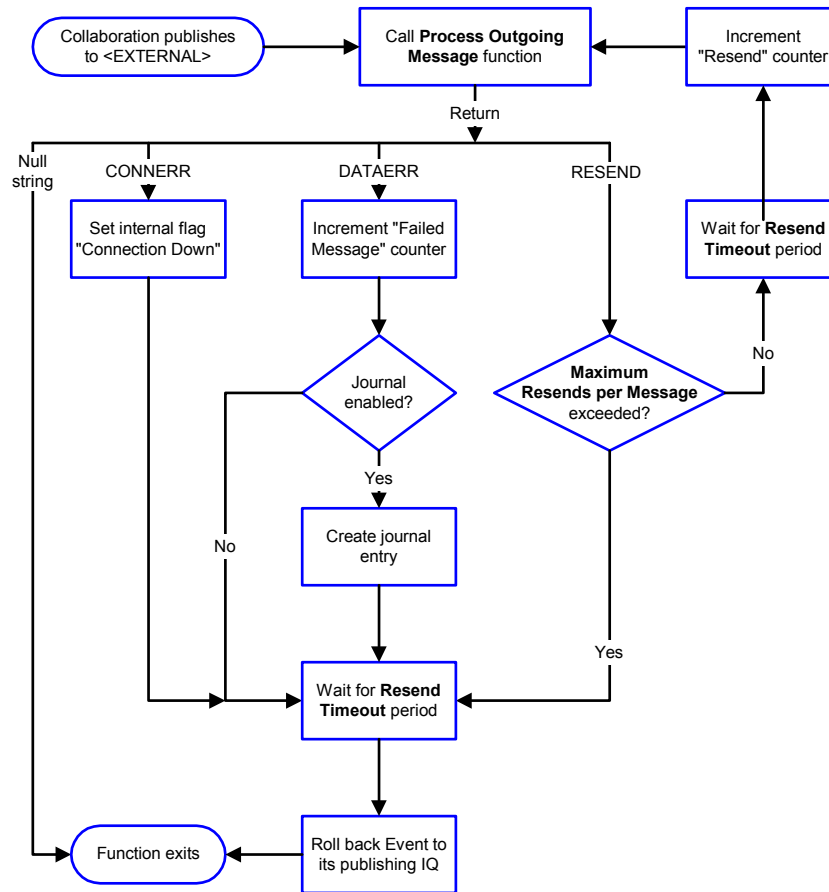 Collaboration publishes
to <EXTERNAL>
Call Process Outgoing
Message function
Increment
"Resend" counter
Return
Null
string
CONNERR
DATAERR
RESEND
Set internal flag
"Connection Down"
Increment "Failed
Message" counter
Wait for Resend
Timeout period
Journal
enabled?
Maximum
Resends per Message
exceeded?
No
Yes
No
Create journal
entry
Yes
Wait for Resend
Timeout period
Function exits
Roll back Event to
its publishing IQ